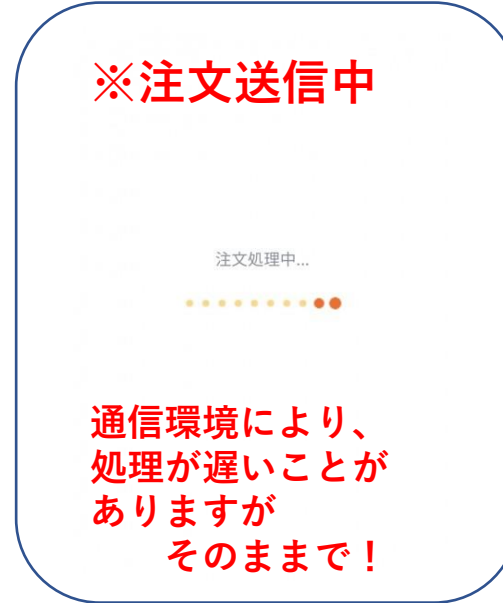 ※注文送信中
注文処理中...
通信環境により、
処理が遅いことが
ありますが
そのままで！